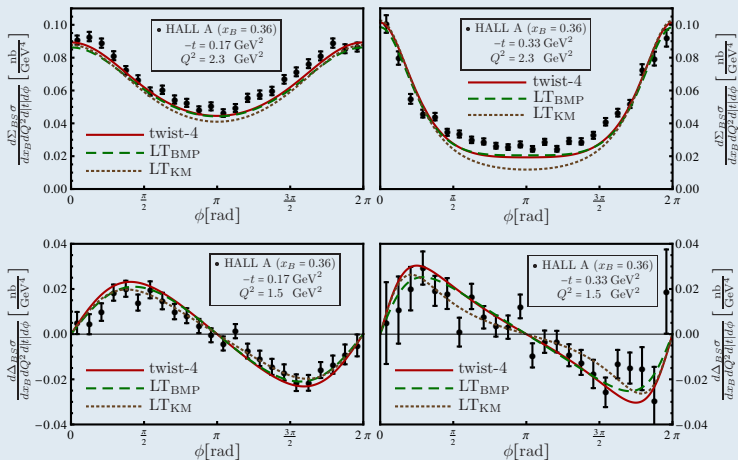 0.10
0.08
0.06
0.04
0.02
0.00
dΣ_BS σ / dx_B dQ² d|t| dϕ [nb / GeV⁴]
HALL A (x_B = 0.36)
−t = 0.17 GeV²
Q² = 2.3 GeV²
twist-4
LT_BMP
LT_KM
0 π/2 π 3π/2 2π
ϕ[rad]
HALL A (x_B = 0.36)
−t = 0.33 GeV²
Q² = 2.3 GeV²
twist-4
LT_BMP
LT_KM
0 π/2 π 3π/2 2π
ϕ[rad]
0.10
0.08
0.06
0.04
0.02
0.00
dΣ_BS σ / dx_B dQ² d|t| dϕ [nb / GeV⁴]
0.04
0.02
0.00
−0.02
−0.04
dΔ_BS σ / dx_B dQ² d|t| dϕ [nb / GeV⁴]
HALL A (x_B = 0.36)
−t = 0.17 GeV²
Q² = 1.5 GeV²
twist-4
LT_BMP
LT_KM
0 π/2 π 3π/2 2π
ϕ[rad]
HALL A (x_B = 0.36)
−t = 0.33 GeV²
Q² = 1.5 GeV²
twist-4
LT_BMP
LT_KM
0 π/2 π 3π/2 2π
ϕ[rad]
0.04
0.02
0.00
−0.02
−0.04
dΔ_BS σ / dx_B dQ² d|t| dϕ [nb / GeV⁴]